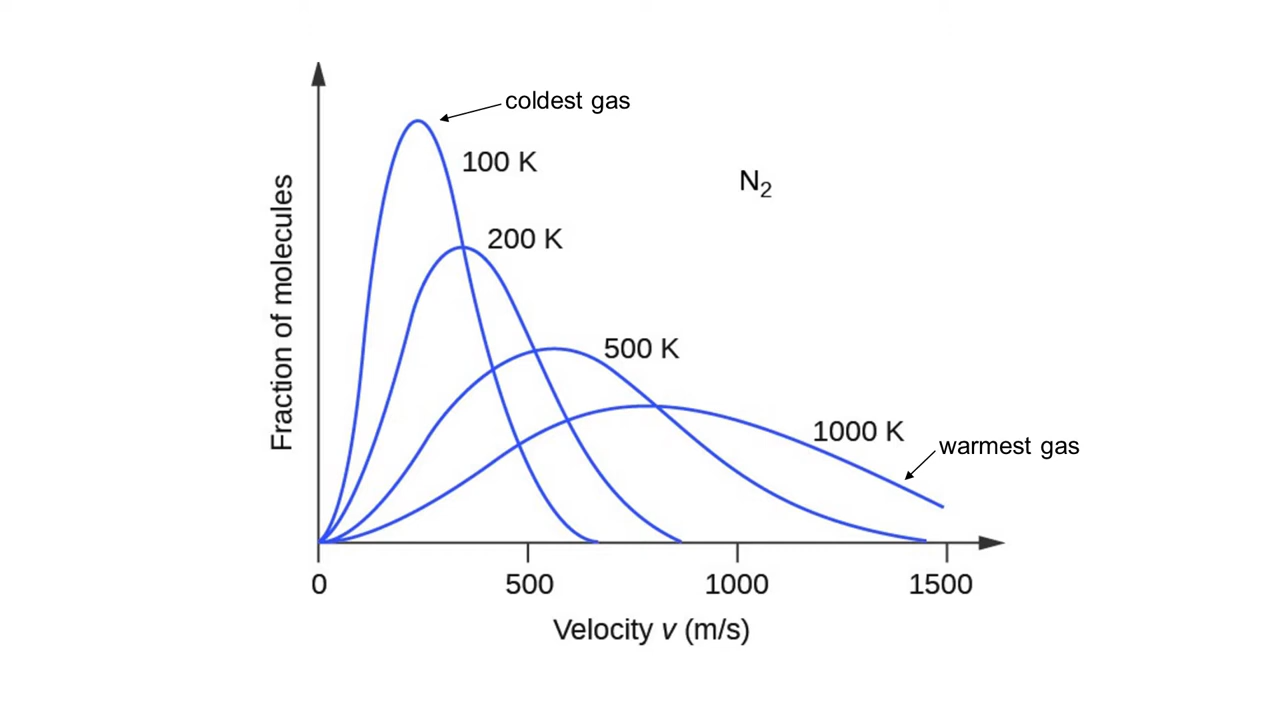 coldest gas
100 K
N₂
200 K
500 K
1000 K
warmest gas
Fraction of molecules
0 500 1000 1500
Velocity v (m/s)